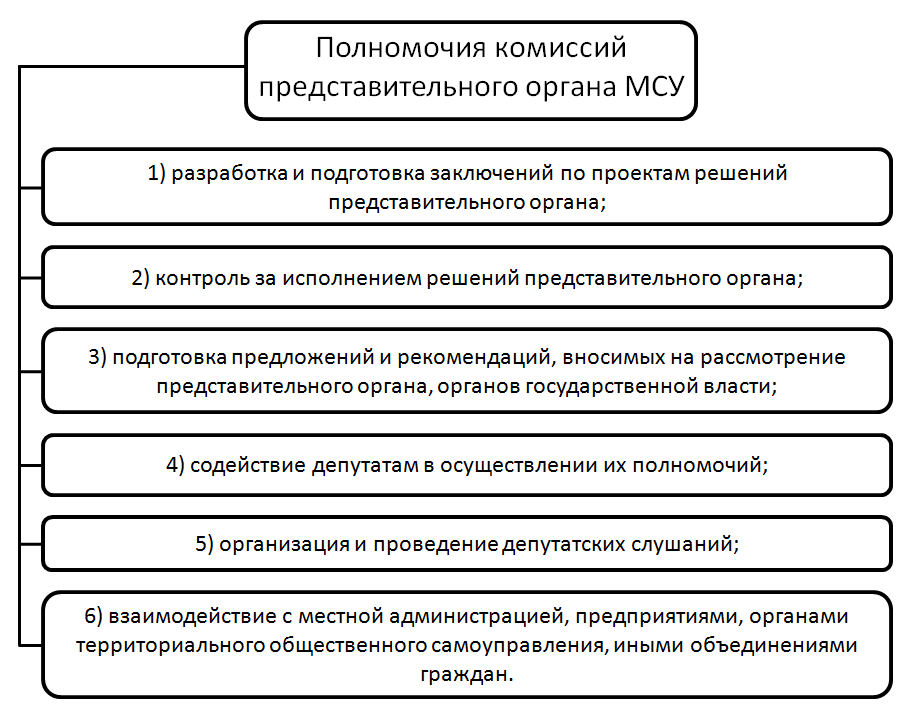 Полномочия комиссий
представительного органа МСУ
1) разработка и подготовка заключений по проектам решений
представительного органа;
2) контроль за исполнением решений представительного органа;
3) подготовка предложений и рекомендаций, вносимых на рассмотрение
представительного органа, органов государственной власти;
4) содействие депутатам в осуществлении их полномочий;
5) организация и проведение депутатских слушаний;
6) взаимодействие с местной администрацией, предприятиями, органами
территориального общественного самоуправления, иными объединениями
граждан.